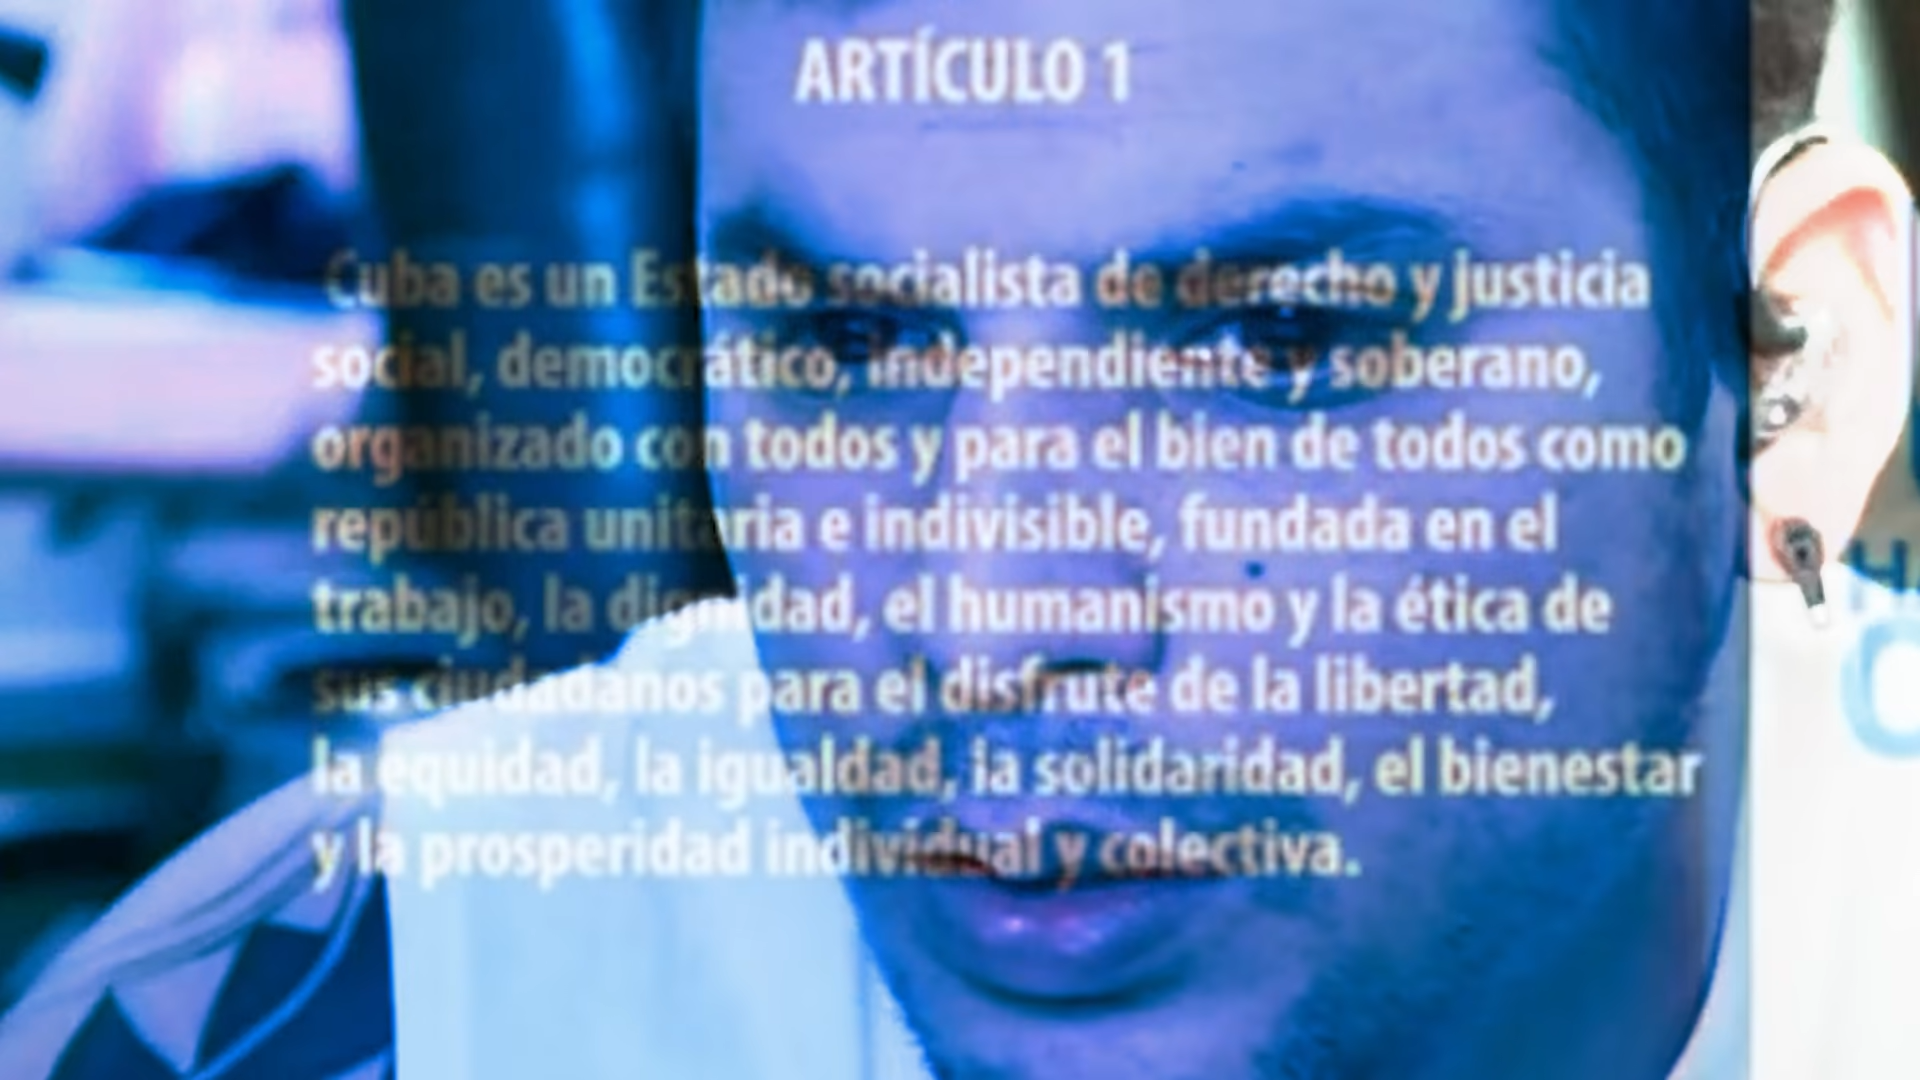 ARTÍCULO 1
Cuba es un Estado socialista de derecho y justicia
social, democrático, independiente y soberano,
organizado con todos y para el bien de todos como
república unitaria e indivisible, fundada en el
trabajo, la dignidad, el humanismo y la ética de
sus ciudadanos para el disfrute de la libertad,
la equidad, la igualdad, la solidaridad, el bienestar
y la prosperidad individual y colectiva.